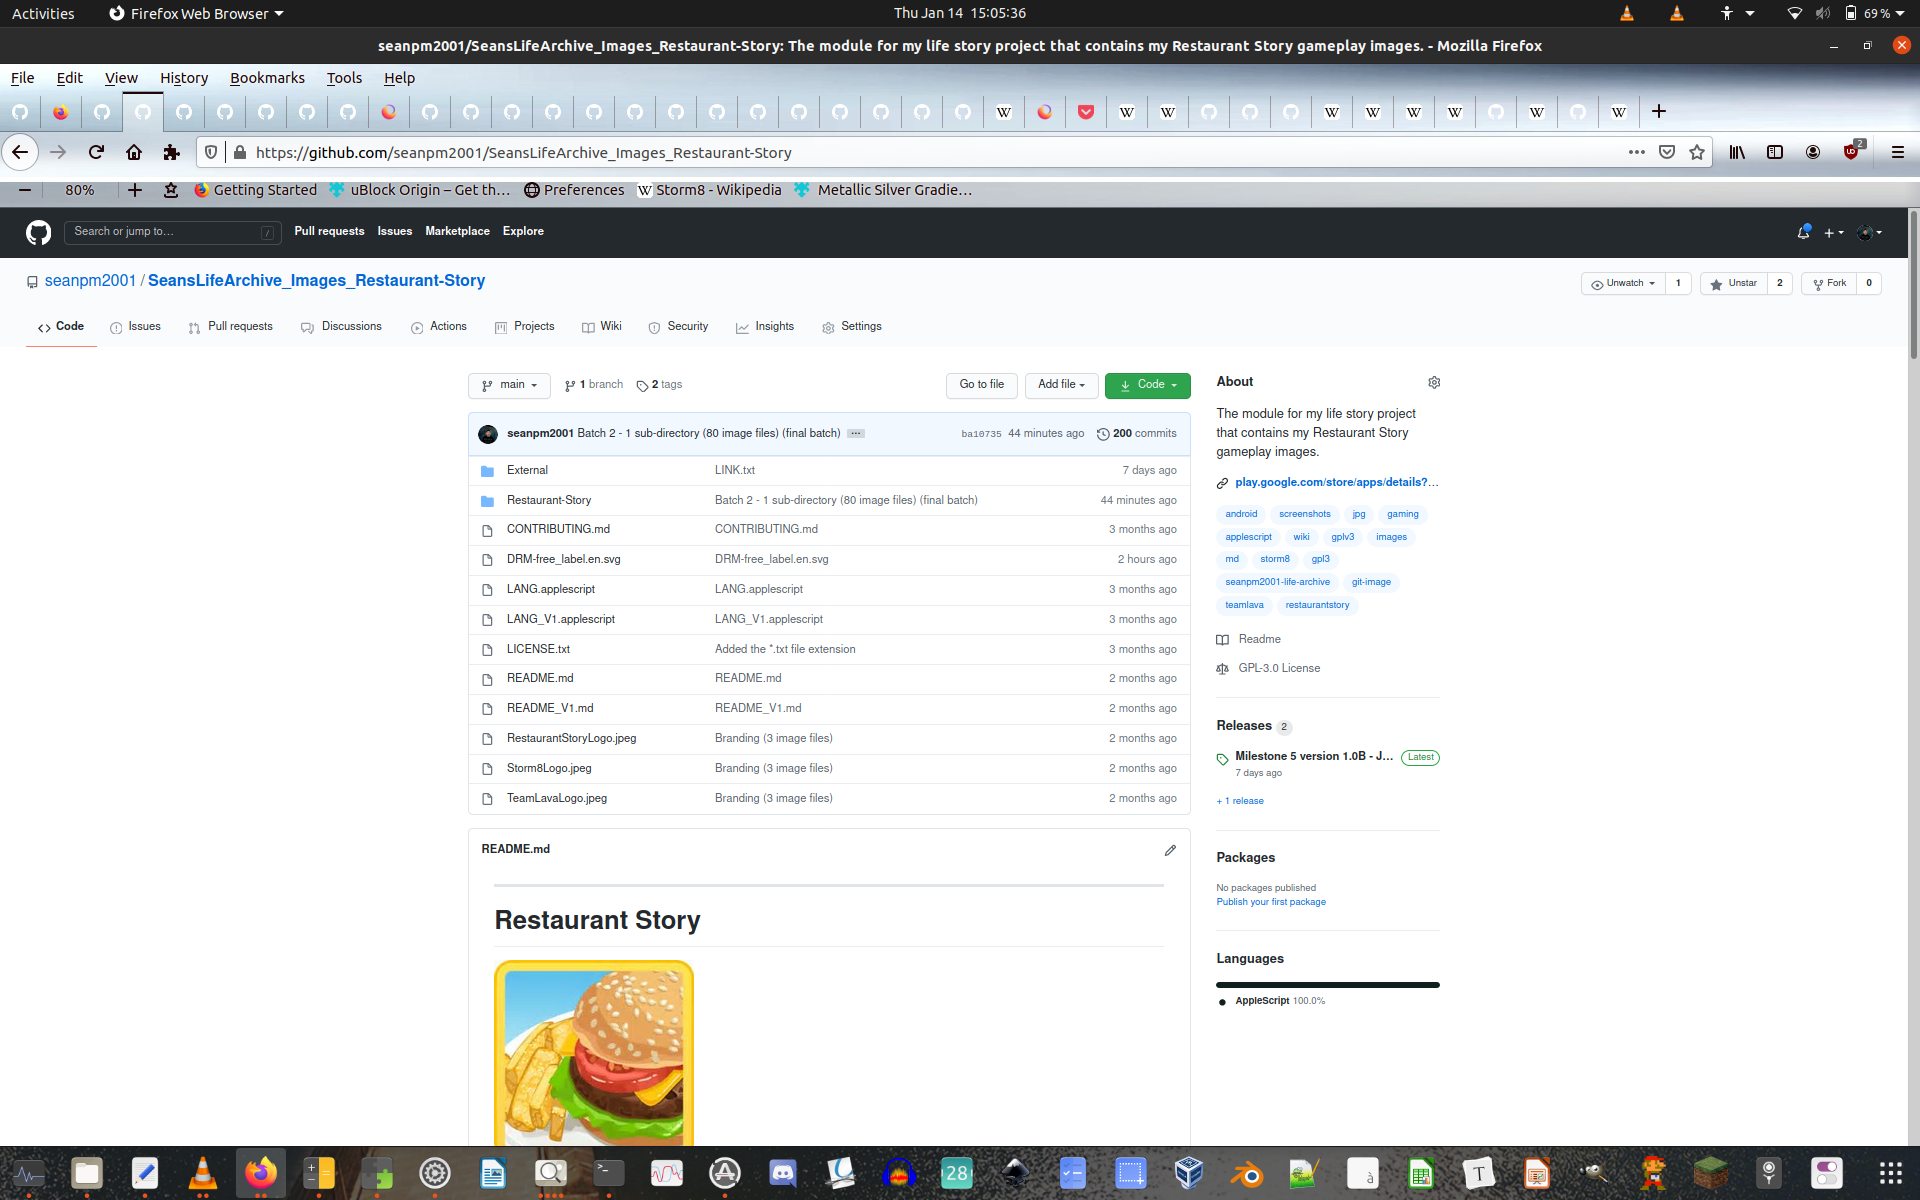 Activities Firefox Web Browser Thu Jan 14 15:05:36 69 %
seanpm2001/SeansLifeArchive_Images_Restaurant-Story: The module for my life story project that contains my Restaurant Story gameplay images. - Mozilla Firefox
File Edit View History Bookmarks Tools Help
https://github.com/seanpm2001/SeansLifeArchive_Images_Restaurant-Story 2
80% Getting Started uBlock Origin – Get th… Preferences Storm8 - Wikipedia Metallic Silver Gradie…
Search or jump to… / Pull requests Issues Marketplace Explore
seanpm2001 / SeansLifeArchive_Images_Restaurant-Story Unwatch 1 Unstar 2 Fork 0
Code Issues Pull requests Discussions Actions Projects Wiki Security Insights Settings
main 1 branch 2 tags Go to file Add file Code
seanpm2001 Batch 2 - 1 sub-directory (80 image files) (final batch) ba10735 44 minutes ago 200 commits
External LINK.txt 7 days ago
Restaurant-Story Batch 2 - 1 sub-directory (80 image files) (final batch) 44 minutes ago
CONTRIBUTING.md CONTRIBUTING.md 3 months ago
DRM-free_label.en.svg DRM-free_label.en.svg 2 hours ago
LANG.applescript LANG.applescript 3 months ago
LANG_V1.applescript LANG_V1.applescript 3 months ago
LICENSE.txt Added the *.txt file extension 3 months ago
README.md README.md 2 months ago
README_V1.md README_V1.md 2 months ago
RestaurantStoryLogo.jpeg Branding (3 image files) 2 months ago
Storm8Logo.jpeg Branding (3 image files) 2 months ago
TeamLavaLogo.jpeg Branding (3 image files) 2 months ago
README.md
Restaurant Story
About
The module for my life story project
that contains my Restaurant Story
gameplay images.
play.google.com/store/apps/details?…
android screenshots jpg gaming
applescript wiki gplv3 images
md storm8 gpl3
seanpm2001-life-archive git-image
teamlava restaurantstory
Readme
GPL-3.0 License
Releases 2
Milestone 5 version 1.0B - J… Latest
7 days ago
+ 1 release
Packages
No packages published
Publish your first package
Languages
AppleScript 100.0%
28